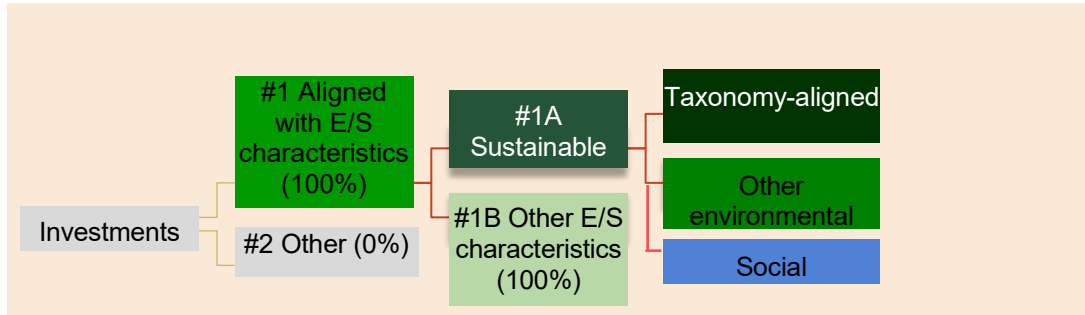 Investments
#1 Aligned
with E/S
characteristics
(100%)
#2 Other (0%)
#1A
Sustainable
#1B Other E/S
characteristics
(100%)
Taxonomy-aligned
Other
environmental
Social